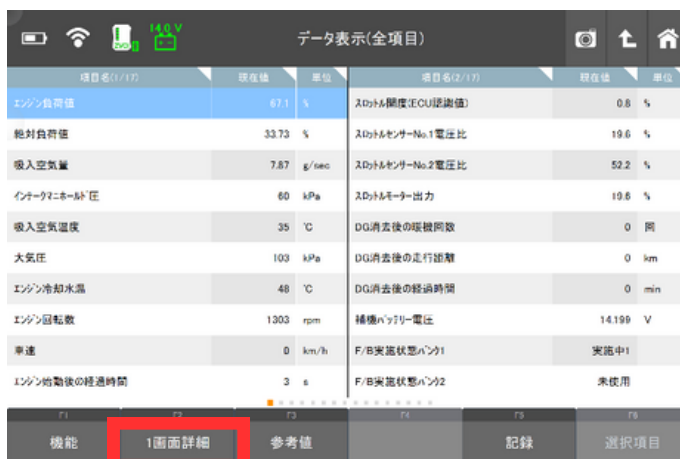 14.0 V
データ表示(全項目)
項目名(1/17) 現在値 単位 項目名(2/17) 現在値 単位
エンジン負荷値 67.1 % スロットル開度(ECU認識値) 0.8 %
絶対負荷値 33.73 % スロットルセンサーNo.1電圧比 19.6 %
吸入空気量 7.87 g/sec スロットルセンサーNo.2電圧比 52.2 %
インテークマニホールド圧 60 kPa スロットルモーター出力 19.6 %
吸入空気温度 35 ℃ DG消去後の暖機回数 0 回
大気圧 103 kPa DG消去後の走行距離 0 km
エンジン冷却水温 48 ℃ DG消去後の経過時間 0 min
エンジン回転数 1303 rpm 補機バッテリー電圧 14.199 V
車速 0 km/h F/B実施状態バンク1 実施中1
エンジン始動後の経過時間 3 s F/B実施状態バンク2 未使用
F1 F2 F3 F4 F5 F6
機能 1画面詳細 参考値 記録 選択項目